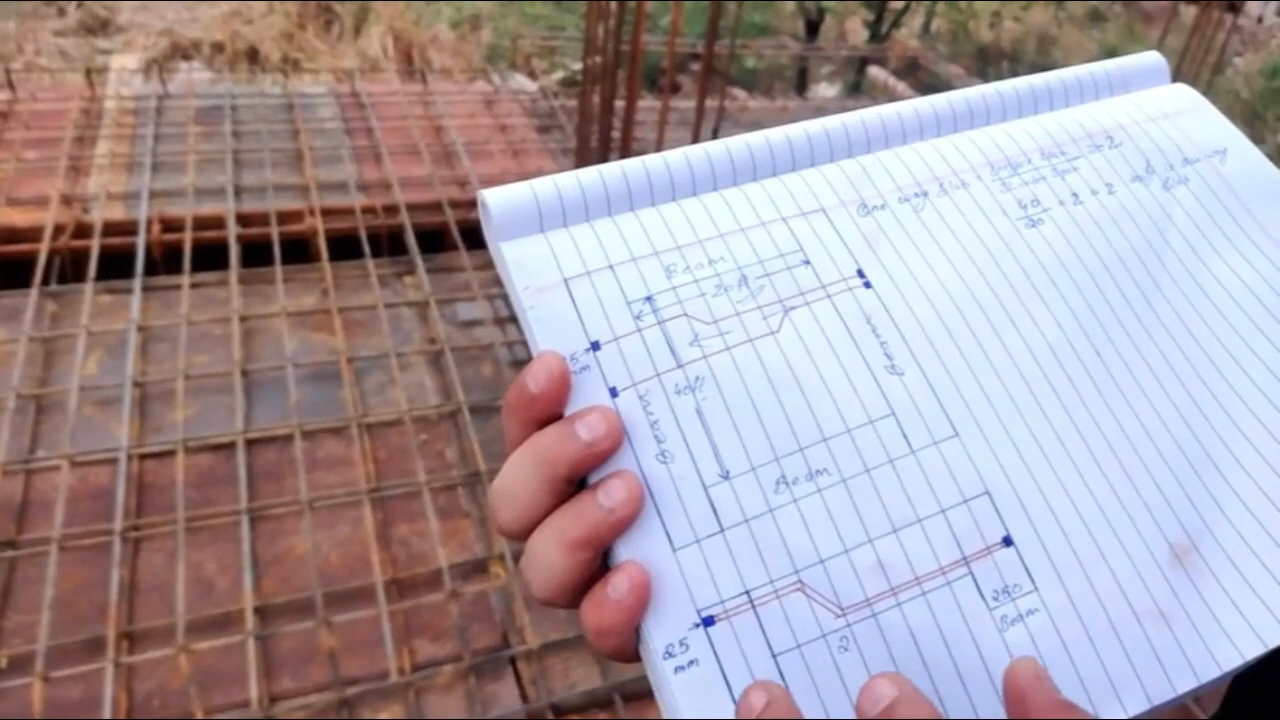 One way slab = longer span / shorter span => 2
40 / 20 = 2 = 2
slab
Beam
20ft
25
mm
40ft
Beam
Beam
Beam
25
mm
2
250
Beam